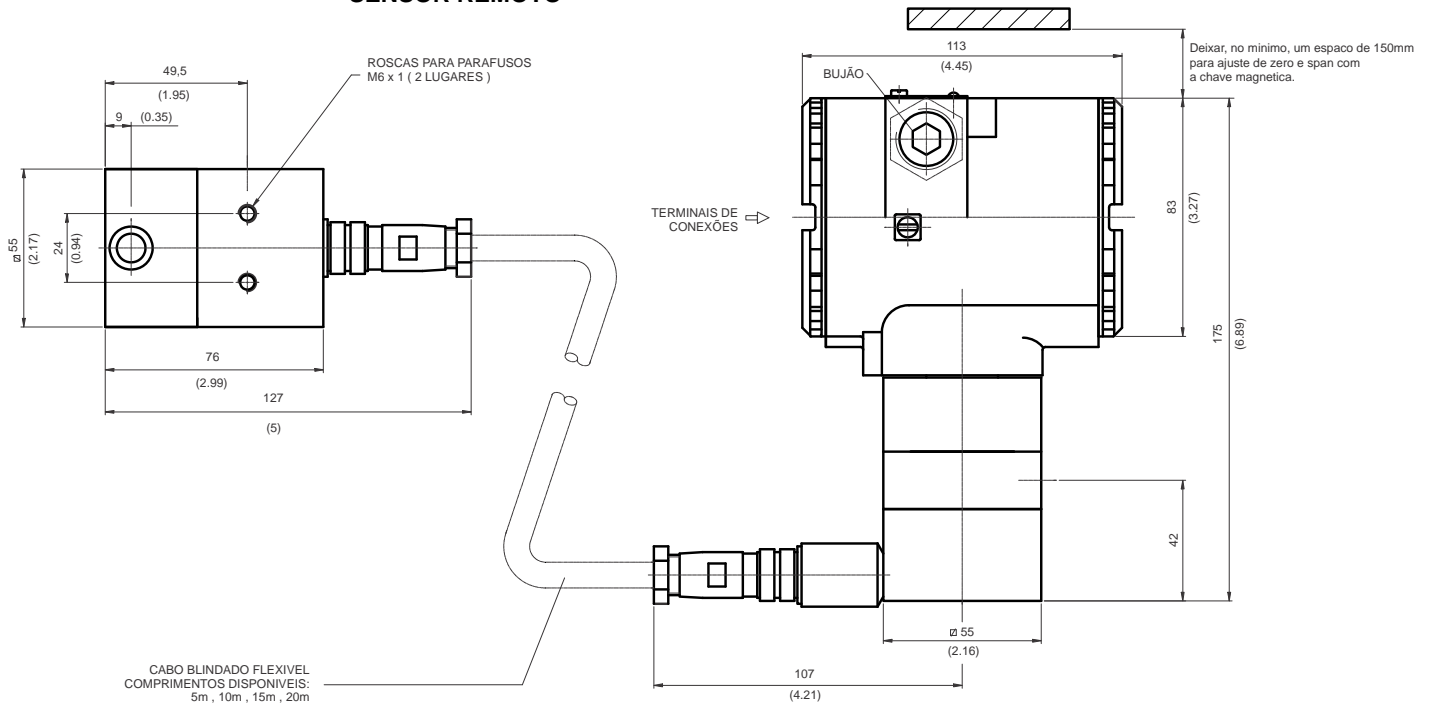 SENSOR REMOTO
49,5
(1.95)
9
(0.35)
ROSCAS PARA PARAFUSOS
M6 x 1 ( 2 LUGARES )
55
(2.17)
24
(0.94)
76
(2.99)
127
(5)
CABO BLINDADO FLEXIVEL
COMPRIMENTOS DISPONIVEIS:
5m , 10m , 15m , 20m
113
(4.45)
BUJÃO
Deixar, no minimo, um espaco de 150mm
para ajuste de zero e span com
a chave magnetica.
TERMINAIS DE
CONEXÕES
83
(3.27)
175
(6.89)
42
55
(2.16)
107
(4.21)